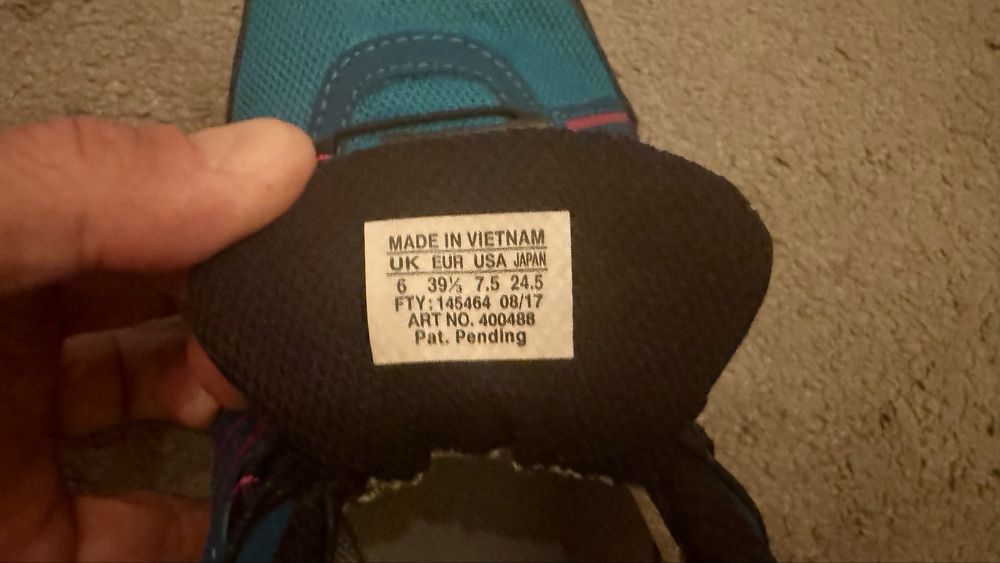 MADE IN VIETNAM
UK EUR USA JAPAN
6 39⅓ 7.5 24.5
FTY: 145464 08/17
ART NO. 400488
Pat. Pending